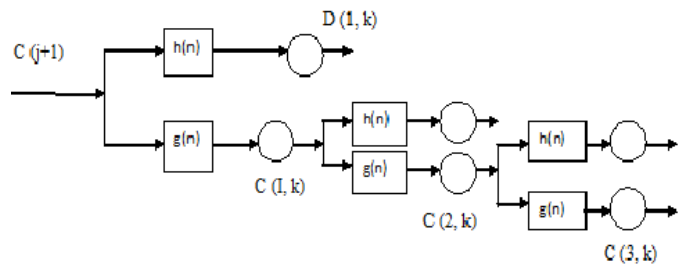 D (1, k)
C (j+1)
h(n)
g(n)
h(n)
g(n)
h(n)
g(n)
C (I, k)
C (2, k)
C (3, k)